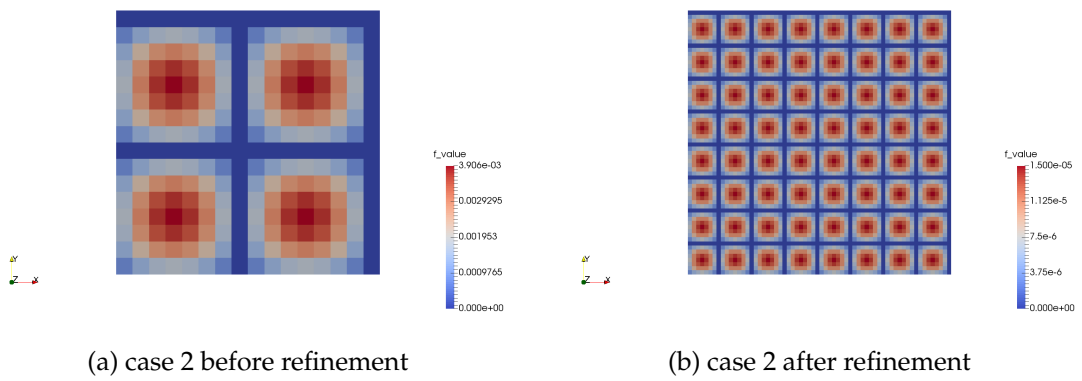 f_value
3.906e-03
0.0029295
0.001953
0.0009765
0.000e+00
Y
Z X
f_value
1.500e-05
1.125e-5
7.5e-6
3.75e-6
0.000e+00
Y
Z X
(a) case 2 before refinement
(b) case 2 after refinement